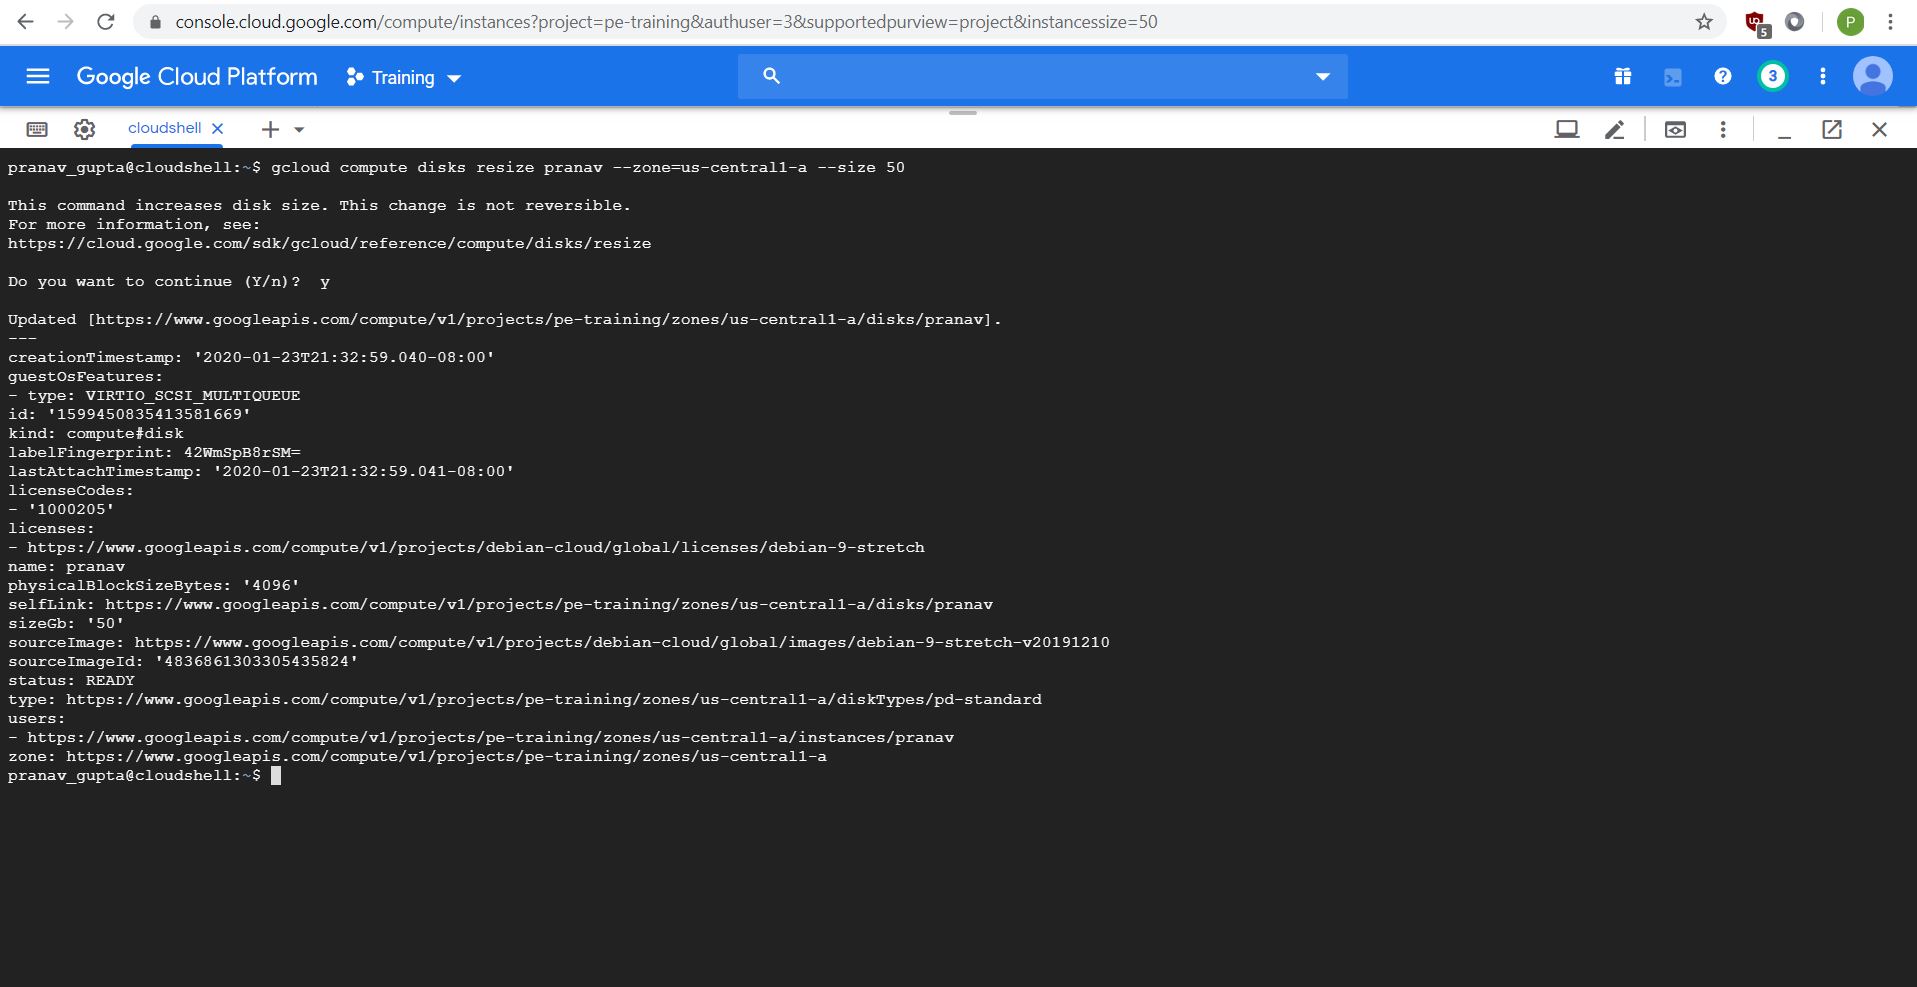 console.cloud.google.com/compute/instances?project=pe-training&authuser=3&supportedpurview=project&instancessize=50
5
P
Google Cloud Platform
Training
3
cloudshell
pranav_gupta@cloudshell:~$ gcloud compute disks resize pranav --zone=us-central1-a --size 50
This command increases disk size. This change is not reversible.
For more information, see:
https://cloud.google.com/sdk/gcloud/reference/compute/disks/resize
Do you want to continue (Y/n)?  y
Updated [https://www.googleapis.com/compute/v1/projects/pe-training/zones/us-central1-a/disks/pranav].
---
creationTimestamp: '2020-01-23T21:32:59.040-08:00'
guestOsFeatures:
- type: VIRTIO_SCSI_MULTIQUEUE
id: '1599450835413581669'
kind: compute#disk
labelFingerprint: 42WmSpB8rSM=
lastAttachTimestamp: '2020-01-23T21:32:59.041-08:00'
licenseCodes:
- '1000205'
licenses:
- https://www.googleapis.com/compute/v1/projects/debian-cloud/global/licenses/debian-9-stretch
name: pranav
physicalBlockSizeBytes: '4096'
selfLink: https://www.googleapis.com/compute/v1/projects/pe-training/zones/us-central1-a/disks/pranav
sizeGb: '50'
sourceImage: https://www.googleapis.com/compute/v1/projects/debian-cloud/global/images/debian-9-stretch-v20191210
sourceImageId: '4836861303305435824'
status: READY
type: https://www.googleapis.com/compute/v1/projects/pe-training/zones/us-central1-a/diskTypes/pd-standard
users:
- https://www.googleapis.com/compute/v1/projects/pe-training/zones/us-central1-a/instances/pranav
zone: https://www.googleapis.com/compute/v1/projects/pe-training/zones/us-central1-a
pranav_gupta@cloudshell:~$